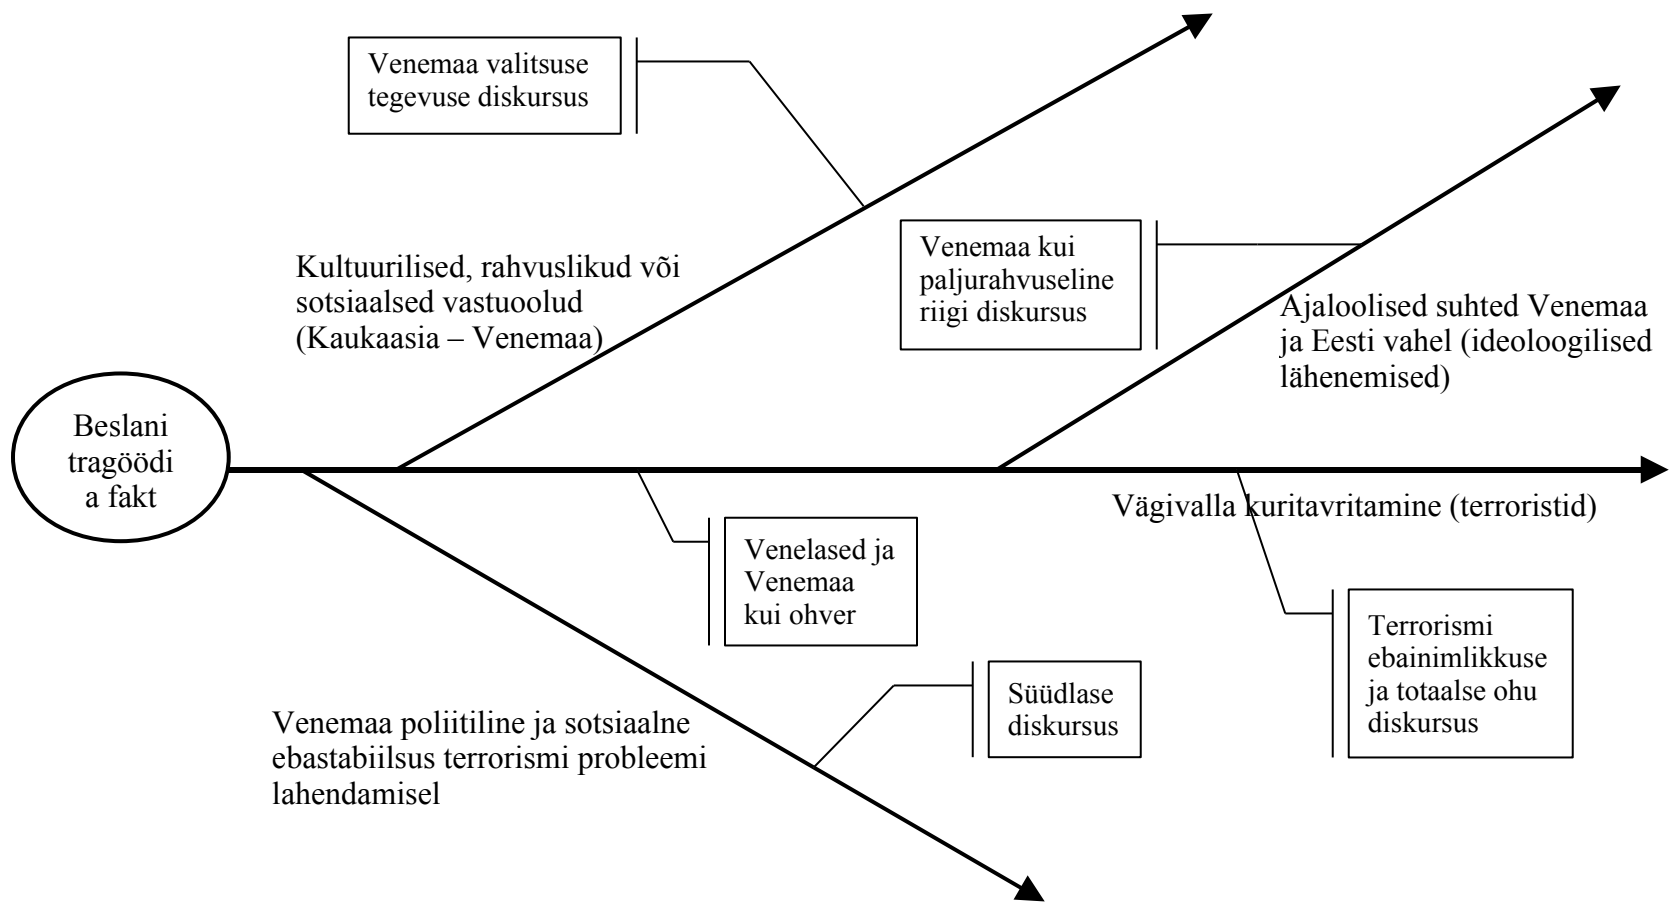 Venemaa valitsuse
tegevuse diskursus
Venemaa kui
paljurahvuseline
riigi diskursus
Kultuurilised, rahvuslikud või
sotsiaalsed vastuoolud
(Kaukaasia – Venemaa)
Ajaloolised suhted Venemaa
ja Eesti vahel (ideoloogilised
lähenemised)
Beslani
tragöödi
a fakt
Vägivalla kuritavritamine (terroristid)
Venelased ja
Venemaa
kui ohver
Terrorismi
ebainimlikkuse
ja totaalse ohu
diskursus
Süüdlase
diskursus
Venemaa poliitiline ja sotsiaalne
ebastabiilsus terrorismi probleemi
lahendamisel